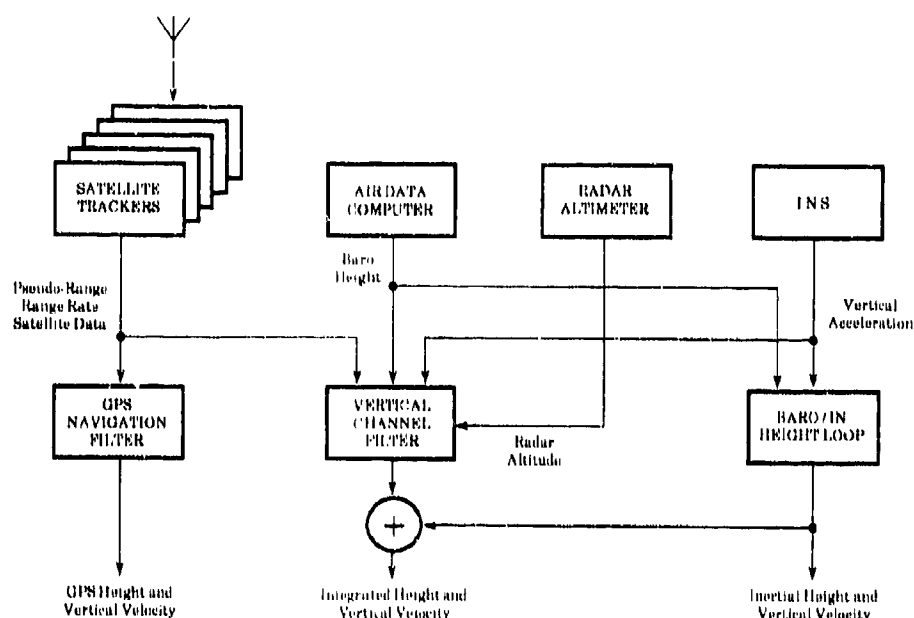 SATELLITE
TRACKERS
AIR DATA
COMPUTER
RADAR
ALTIMETER
INS
Baro
Height
Pseudo-Range
Range Rate
Satellite Data
Vertical
Acceleration
GPS
NAVIGATION
FILTER
VERTICAL
CHANNEL
FILTER
BARO/IN
HEIGHT LOOP
Radar
Altitude
+
GPS Height and
Vertical Velocity
Integrated Height and
Vertical Velocity
Inertial Height and
Vertical Velocity